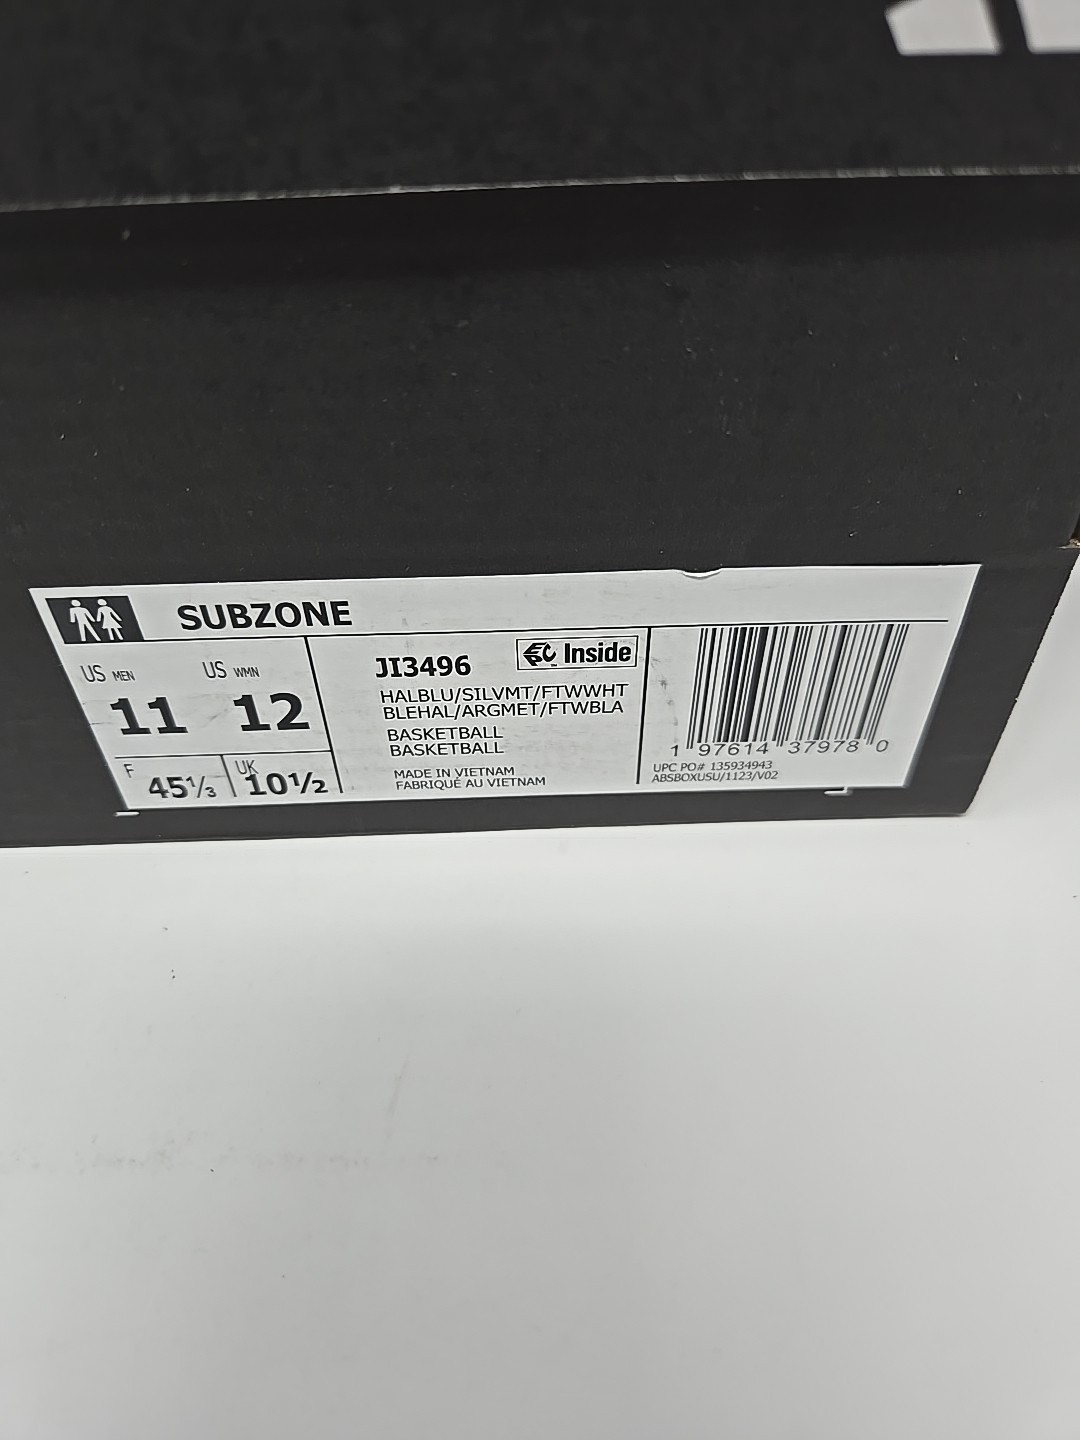 SUBZONE
US MEN US WMN
11 12
F 45⅓ UK 10½
JI3496 Inside
HALBLU/SILVMT/FTWWHT
BLEHAL/ARGMET/FTWBLA
BASKETBALL
BASKETBALL
MADE IN VIETNAM
FABRIQUÉ AU VIETNAM
1 97614 37978 0
UPC PO# 135934943
ABSBOXUSU/1123/V02